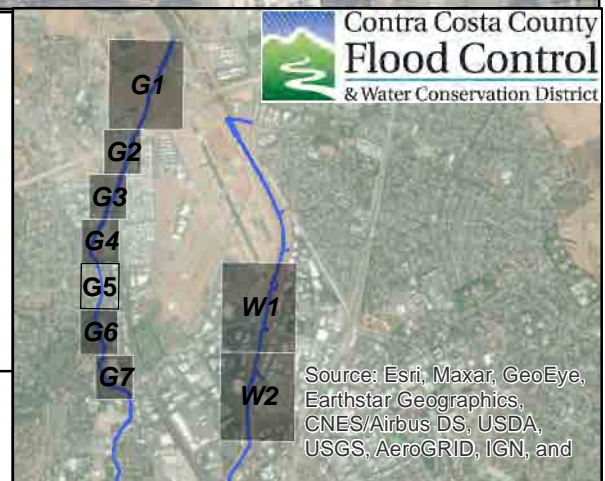 Contra Costa County
Flood Control
& Water Conservation District
G1
G2
G3
G4
G5
G6
G7
W1
W2
Source: Esri, Maxar, GeoEye,
Earthstar Geographics,
CNES/Airbus DS, USDA,
USGS, AeroGRID, IGN, and